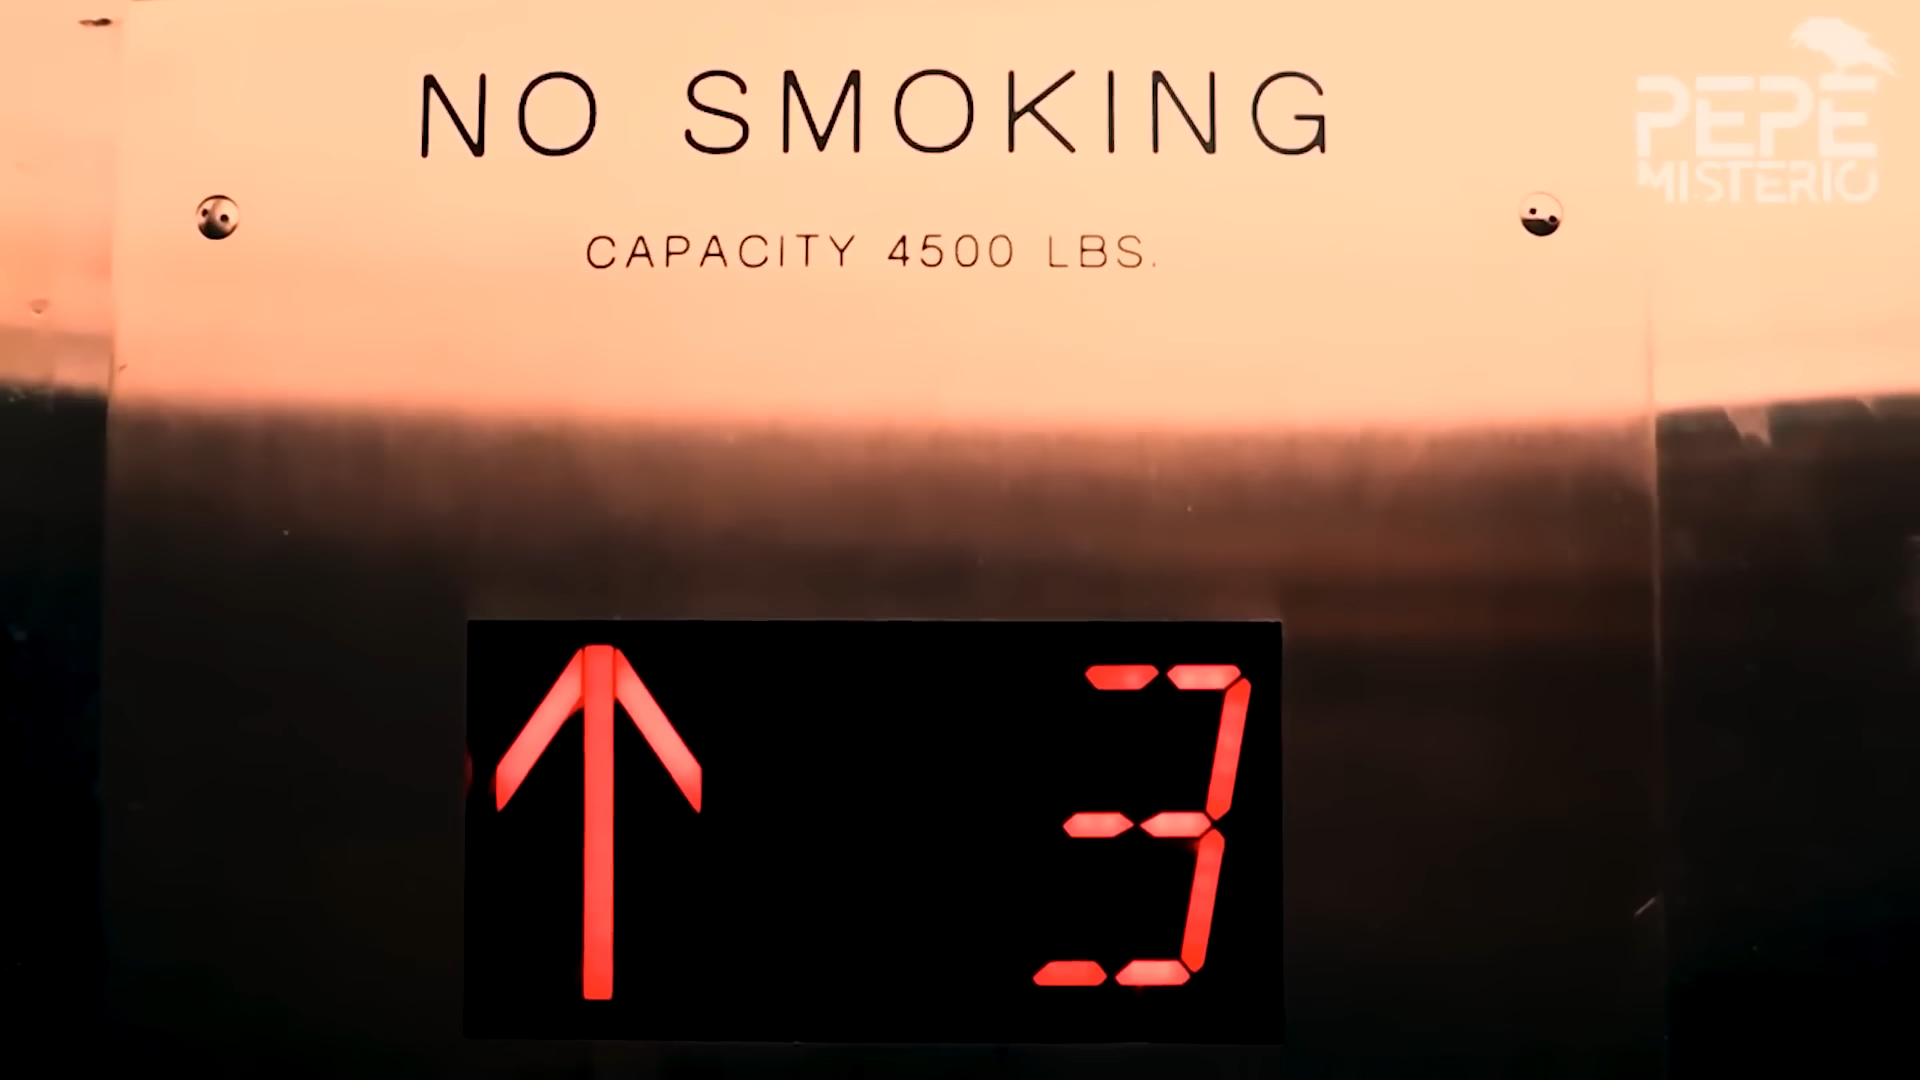 NO SMOKING
PEPE
MISTERIO
CAPACITY 4500 LBS.
3